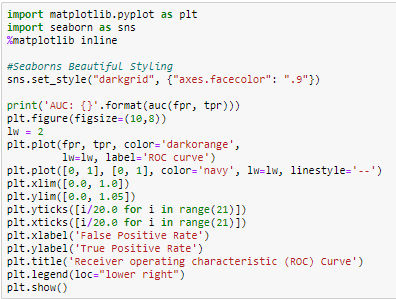 import matplotlib.pyplot as plt
import seaborn as sns
%matplotlib inline

#Seaborns Beautiful Styling
sns.set_style("darkgrid", {"axes.facecolor": ".9"})

print('AUC: {}'.format(auc(fpr, tpr)))
plt.figure(figsize=(10,8))
lw = 2
plt.plot(fpr, tpr, color='darkorange',
         lw=lw, label='ROC curve')
plt.plot([0, 1], [0, 1], color='navy', lw=lw, linestyle='--')
plt.xlim([0.0, 1.0])
plt.ylim([0.0, 1.05])
plt.yticks([i/20.0 for i in range(21)])
plt.xticks([i/20.0 for i in range(21)])
plt.xlabel('False Positive Rate')
plt.ylabel('True Positive Rate')
plt.title('Receiver operating characteristic (ROC) Curve')
plt.legend(loc="lower right")
plt.show()